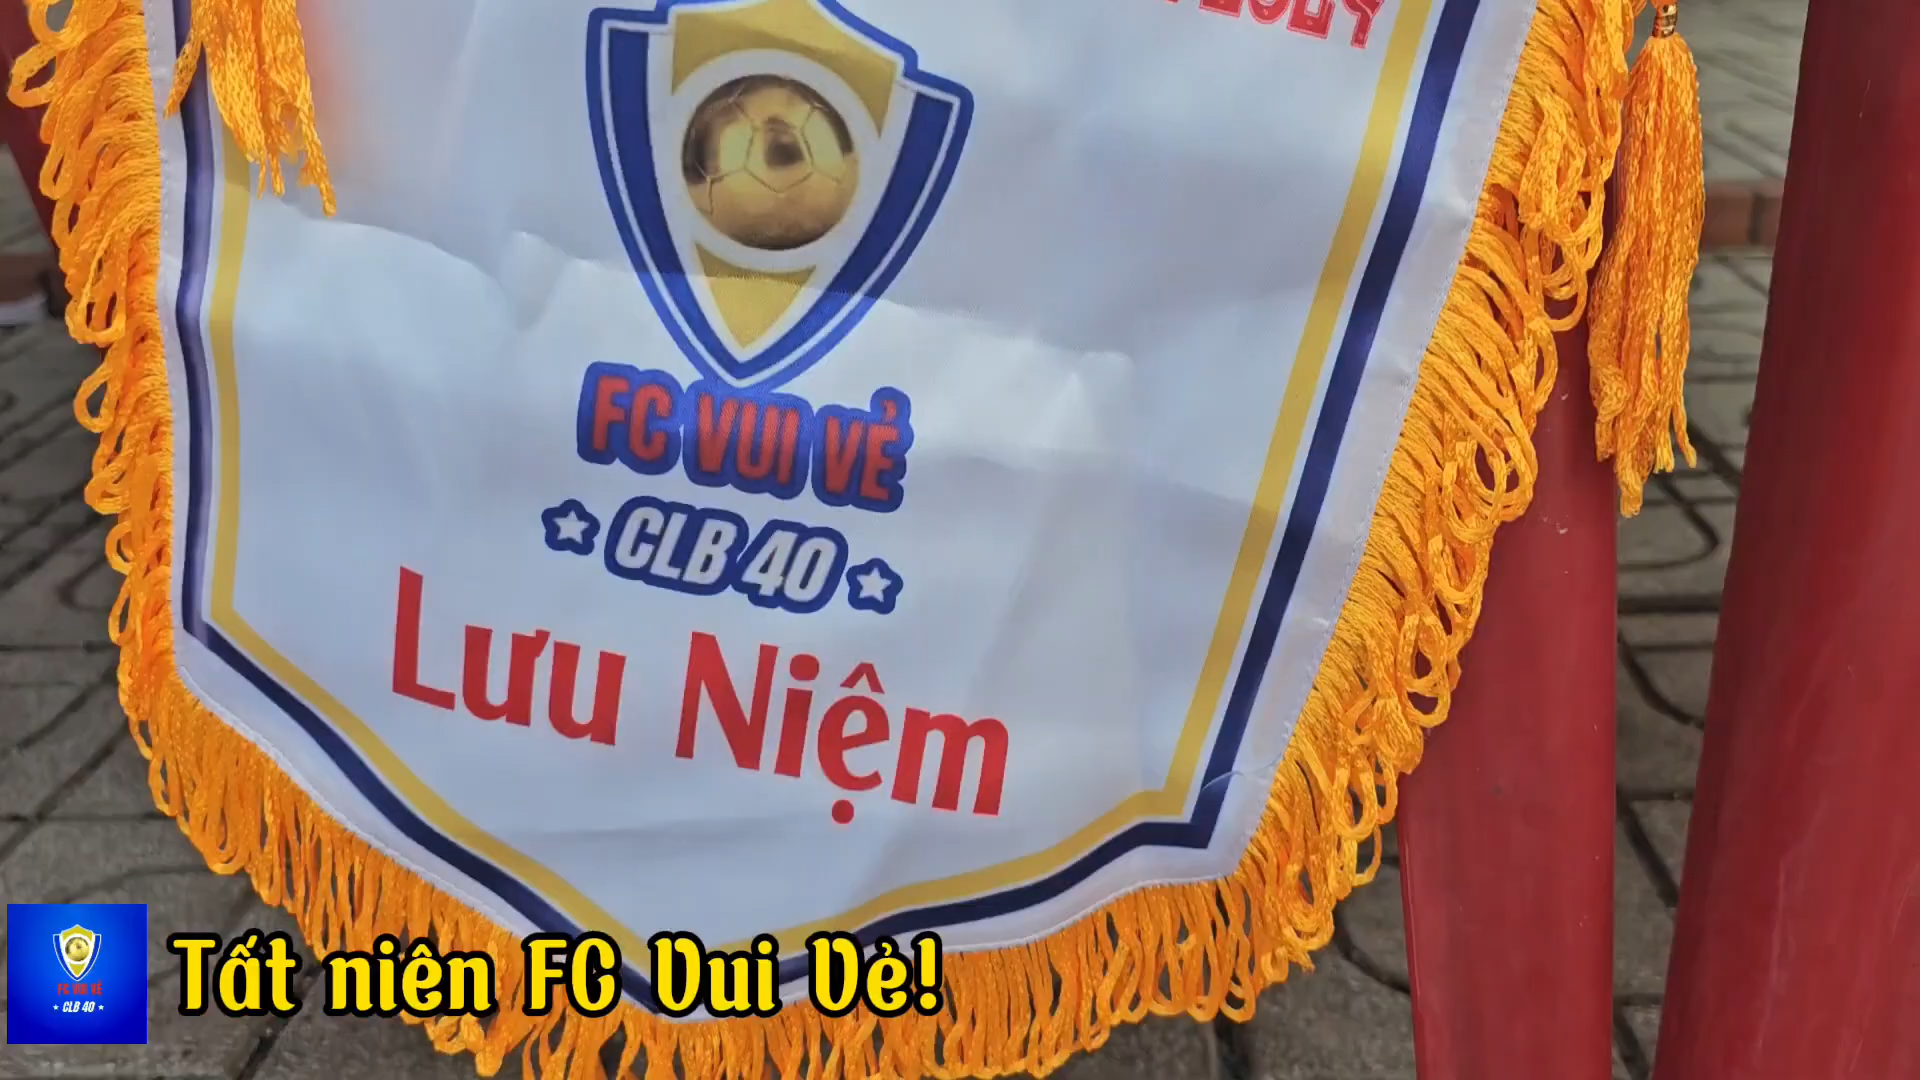 FC VUI VẺ
CLB 40
Lưu Niệm
FC VUI VẺ
CLB 40
Tất niên FC Vui Vẻ!